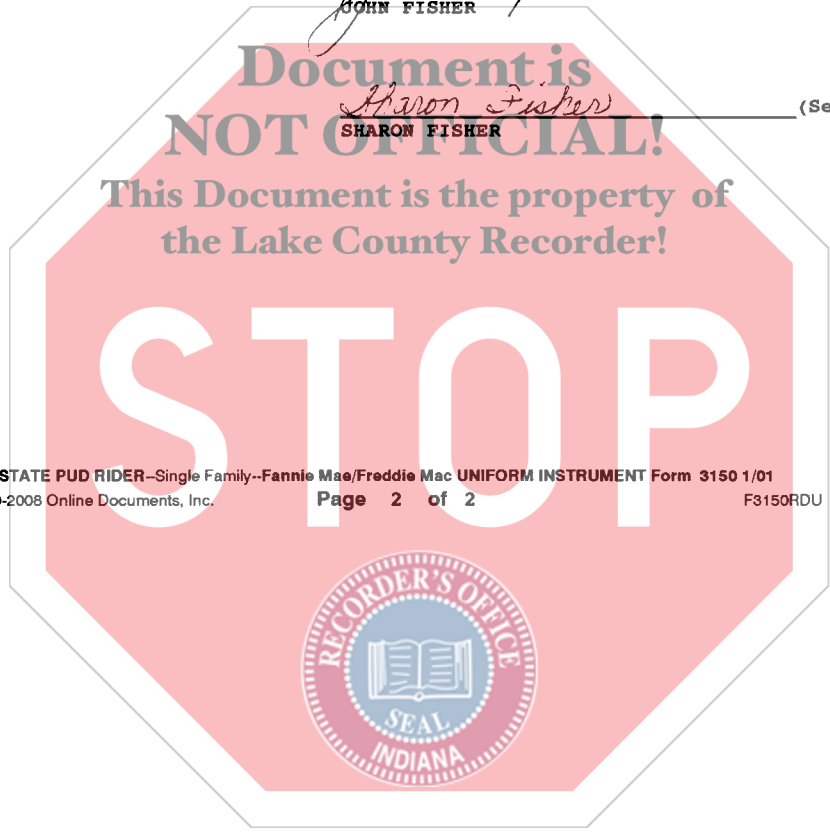 JOHN FISHER
Document is
Sharon Fisher (Se
NOT OFFICIAL!
SHARON FISHER
This Document is the property of
the Lake County Recorder!
STOP
STATE PUD RIDER--Single Family--Fannie Mae/Freddie Mac UNIFORM INSTRUMENT Form 3150 1/01
-2008 Online Documents, Inc. Page 2 of 2 F3150RDU
RECORDER'S OFFICE
SEAL
INDIANA